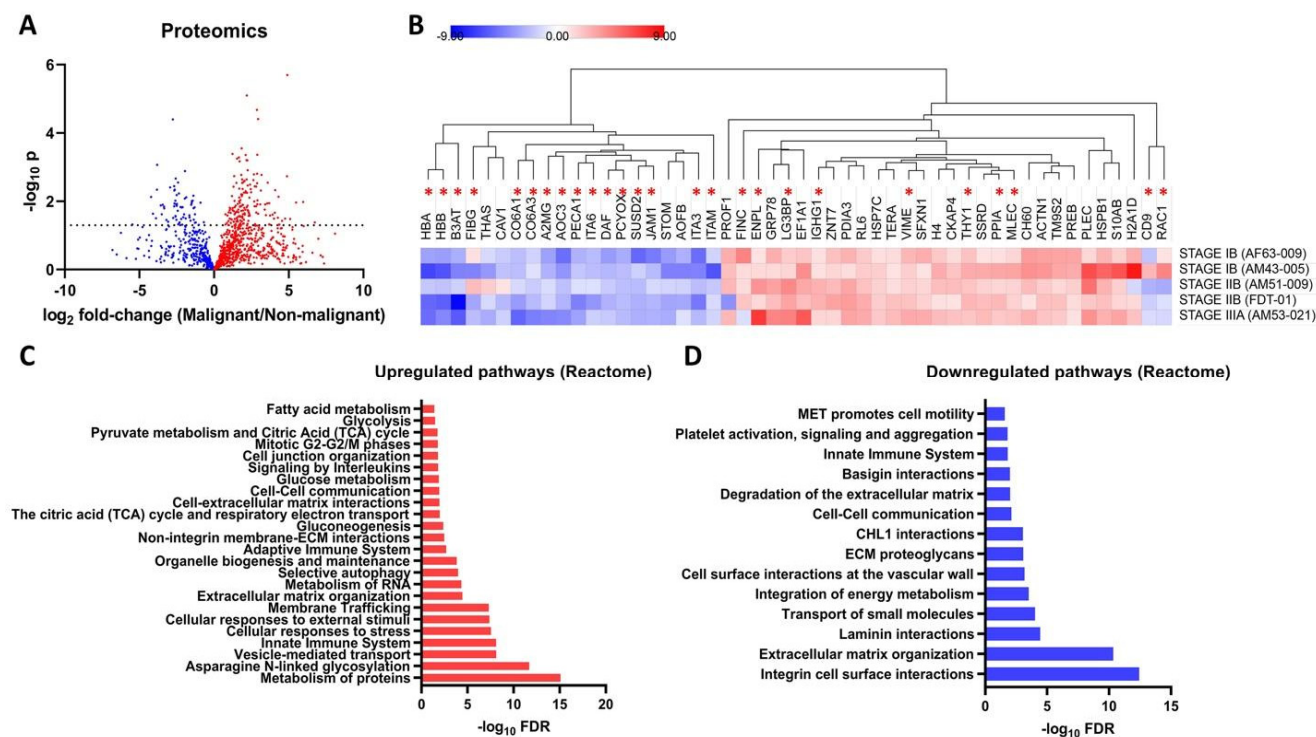 A
Proteomics
-log10 p
6
4
2
0
-10 -5 0 5 10
log2 fold-change (Malignant/Non-malignant)
B
-9.00 0.00 9.00
* * * * * * * * * * * * * * * * * * * * * * * * * *
HBA
HBB
B3AT
FIBG
THAS
CAV1
CO6A1
CO6A3
A2MG
AOC3
PECA1
ITA6
DAF
PCYOX
SUSD2
JAM1
STOM
AOFB
ITA3
ITAM
PROF1
FINC
ENPL
GRP78
LG3BP
EF1A1
IGHG1
ZNT7
PDIA3
RL6
HSP7C
TERA
VIME
SFXN1
H4
CKAP4
THY1
SSRD
PPIA
MLEC
CH60
ACTN1
TM9S2
PREB
PLEC
HSPB1
S10AB
H2A1D
CD9
RAC1
STAGE IB (AF63-009)
STAGE IB (AM43-005)
STAGE IIB (AM51-009)
STAGE IIB (FDT-01)
STAGE IIIA (AM53-021)
C
Upregulated pathways (Reactome)
Fatty acid metabolism
Glycolysis
Pyruvate metabolism and Citric Acid (TCA) cycle
Mitotic G2-G2/M phases
Cell junction organization
Signaling by Interleukins
Glucose metabolism
Cell-Cell communication
Cell-extracellular matrix interactions
The citric acid (TCA) cycle and respiratory electron transport
Gluconeogenesis
Non-integrin membrane-ECM interactions
Adaptive Immune System
Organelle biogenesis and maintenance
Selective autophagy
Metabolism of RNA
Extracellular matrix organization
Membrane Trafficking
Cellular responses to external stimuli
Cellular responses to stress
Innate Immune System
Vesicle-mediated transport
Asparagine N-linked glycosylation
Metabolism of proteins
0 5 10 15 20
-log10 FDR
D
Downregulated pathways (Reactome)
MET promotes cell motility
Platelet activation, signaling and aggregation
Innate Immune System
Basigin interactions
Degradation of the extracellular matrix
Cell-Cell communication
CHL1 interactions
ECM proteoglycans
Cell surface interactions at the vascular wall
Integration of energy metabolism
Transport of small molecules
Laminin interactions
Extracellular matrix organization
Integrin cell surface interactions
0 5 10 15
-log10 FDR